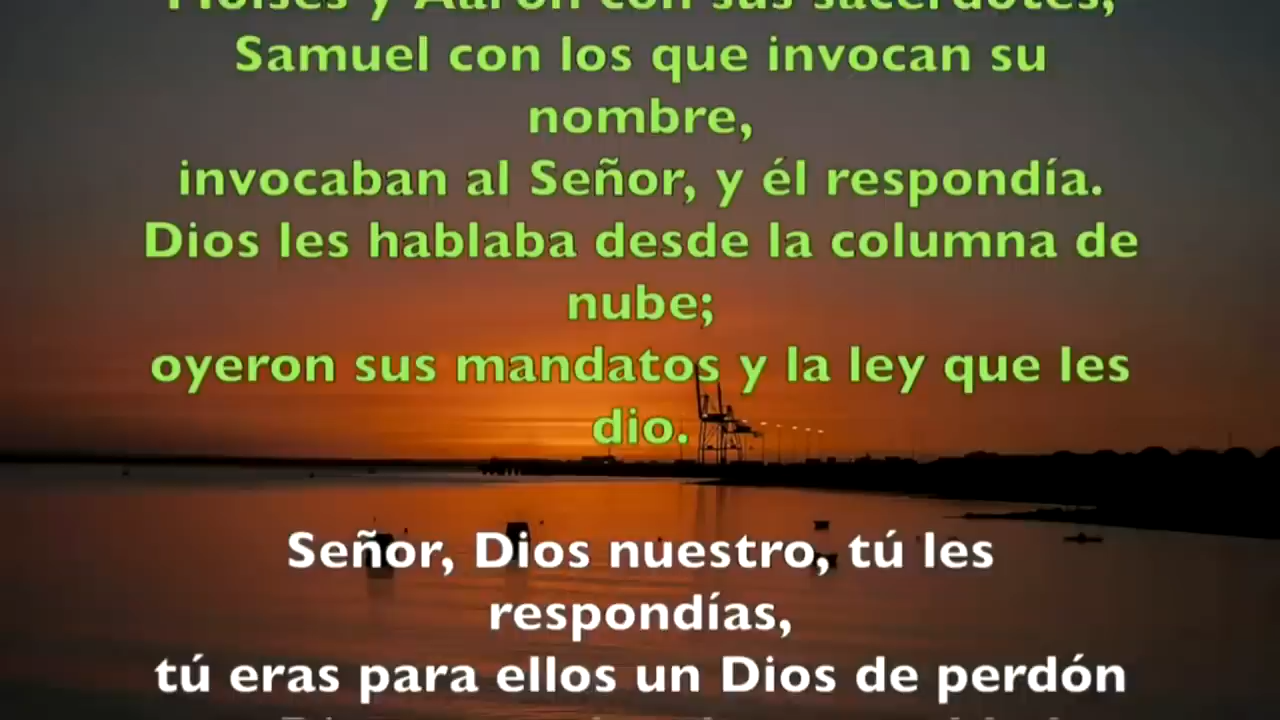 Moisés y Aarón con sus sacerdotes,
Samuel con los que invocan su
nombre,
invocaban al Señor, y él respondía.
Dios les hablaba desde la columna de
nube;
oyeron sus mandatos y la ley que les
dio.
Señor, Dios nuestro, tú les
respondías,
tú eras para ellos un Dios de perdón